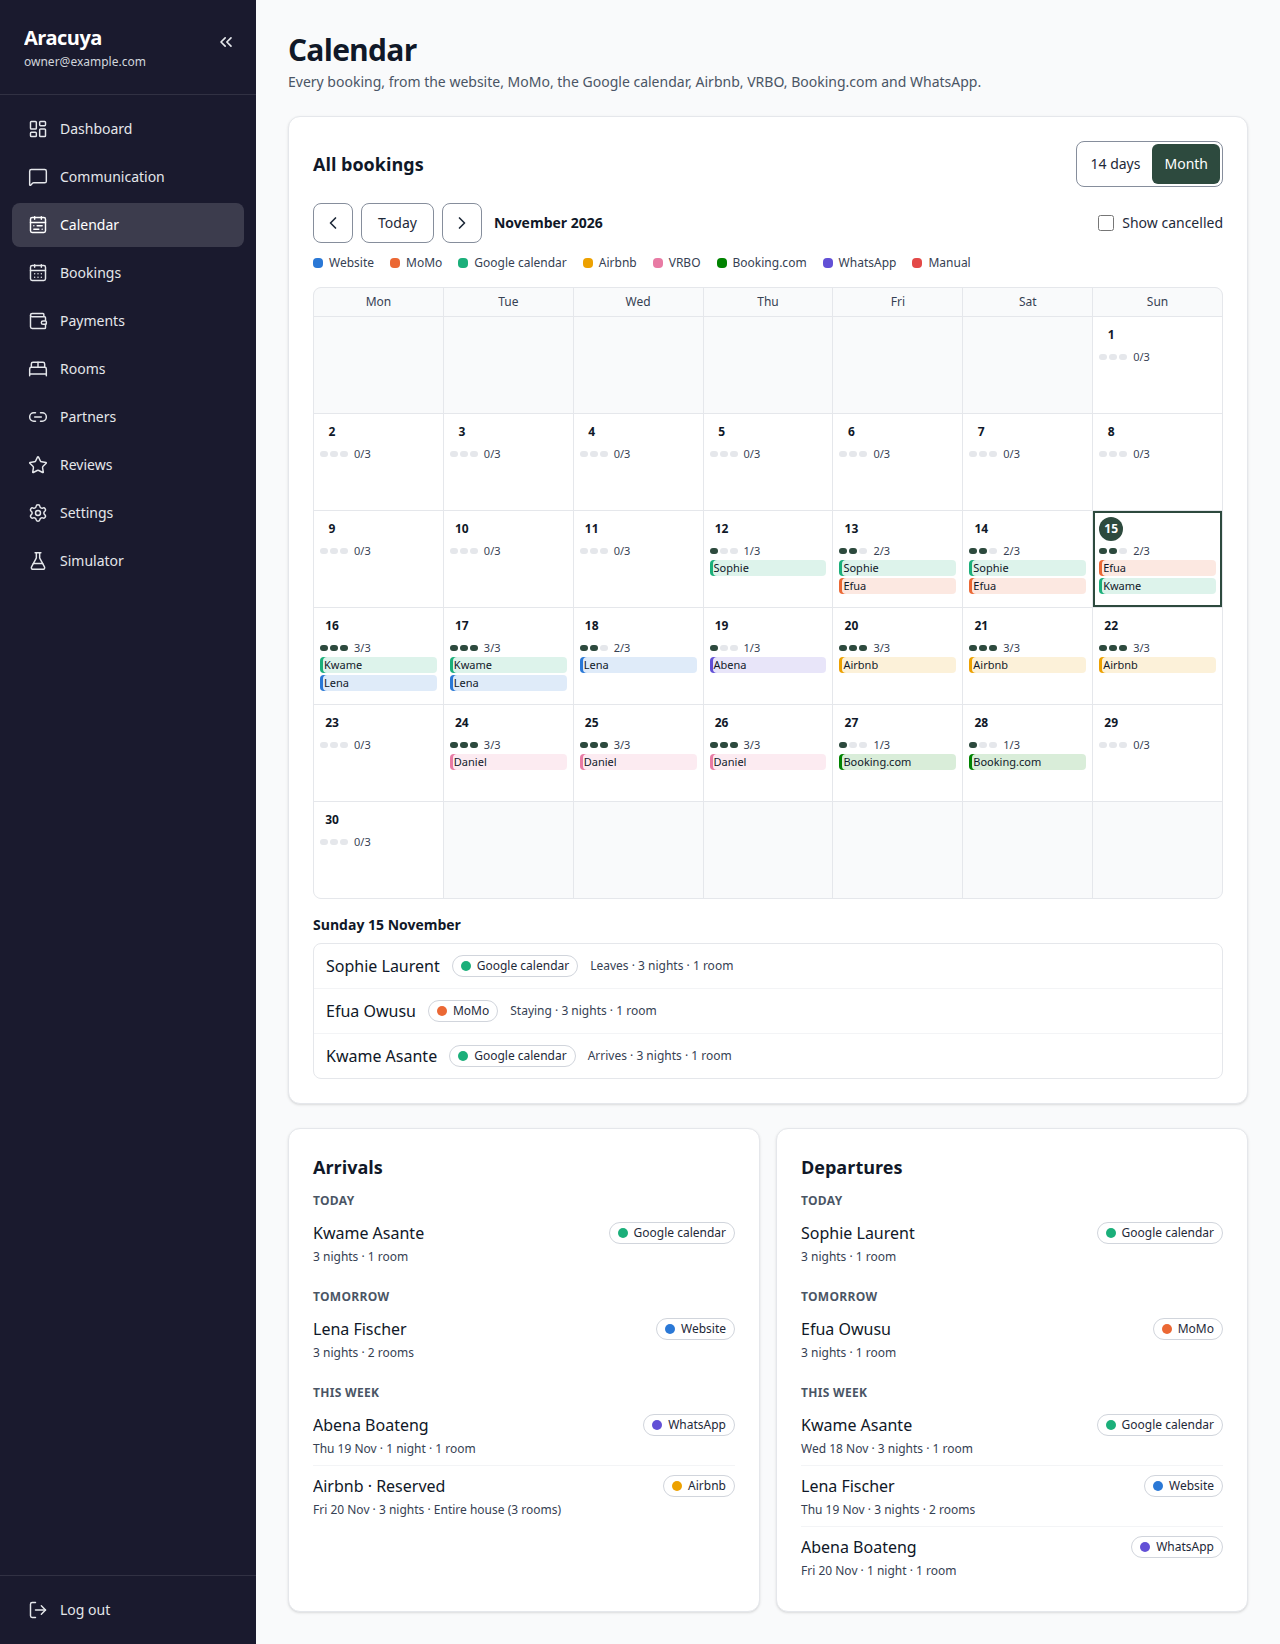 Aracuya
owner@example.com
Dashboard
Communication
Calendar
Bookings
Payments
Rooms
Partners
Reviews
Settings
Simulator
Log out
Calendar
Every booking, from the website, MoMo, the Google calendar, Airbnb, VRBO, Booking.com and WhatsApp.
All bookings
14 days Month
Today November 2026 Show cancelled
Website MoMo Google calendar Airbnb VRBO Booking.com WhatsApp Manual
Mon Tue Wed Thu Fri Sat Sun
1
0/3
2 3 4 5 6 7 8
0/3 0/3 0/3 0/3 0/3 0/3 0/3
9 10 11 12 13 14 15
0/3 0/3 0/3 1/3 2/3 2/3 2/3
Sophie Sophie Sophie Efua
Efua Efua Kwame
16 17 18 19 20 21 22
3/3 3/3 2/3 1/3 3/3 3/3 3/3
Kwame Kwame Lena Abena Airbnb Airbnb Airbnb
Lena Lena
23 24 25 26 27 28 29
0/3 3/3 3/3 3/3 1/3 1/3 0/3
Daniel Daniel Daniel Booking.com Booking.com
30
0/3
Sunday 15 November
Sophie Laurent Google calendar Leaves · 3 nights · 1 room
Efua Owusu MoMo Staying · 3 nights · 1 room
Kwame Asante Google calendar Arrives · 3 nights · 1 room
Arrivals
TODAY
Kwame Asante Google calendar
3 nights · 1 room
TOMORROW
Lena Fischer Website
3 nights · 2 rooms
THIS WEEK
Abena Boateng WhatsApp
Thu 19 Nov · 1 night · 1 room
Airbnb · Reserved Airbnb
Fri 20 Nov · 3 nights · Entire house (3 rooms)
Departures
TODAY
Sophie Laurent Google calendar
3 nights · 1 room
TOMORROW
Efua Owusu MoMo
3 nights · 1 room
THIS WEEK
Kwame Asante Google calendar
Wed 18 Nov · 3 nights · 1 room
Lena Fischer Website
Thu 19 Nov · 3 nights · 2 rooms
Abena Boateng WhatsApp
Fri 20 Nov · 1 night · 1 room